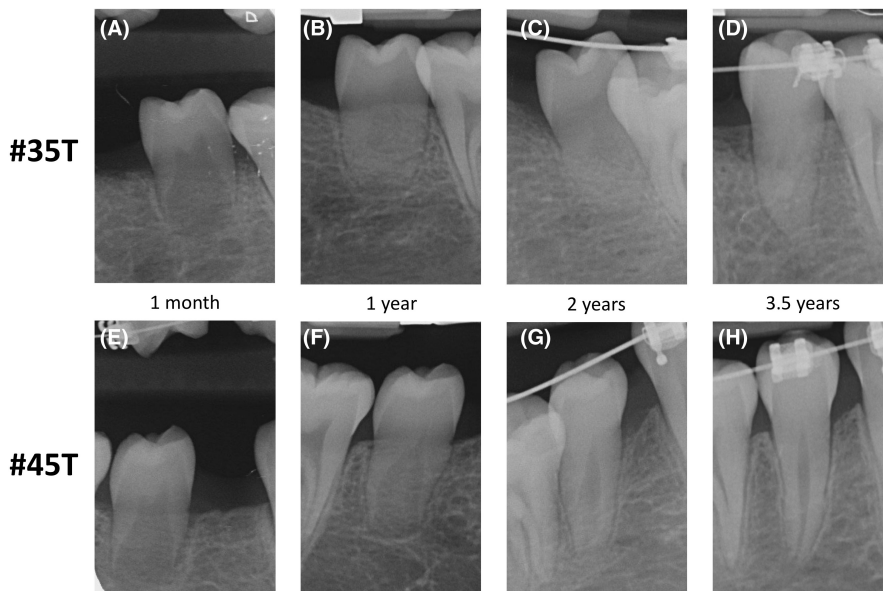 (A) (B) (C) (D)
#35T
1 month 1 year 2 years 3.5 years
(E) (F) (G) (H)
#45T